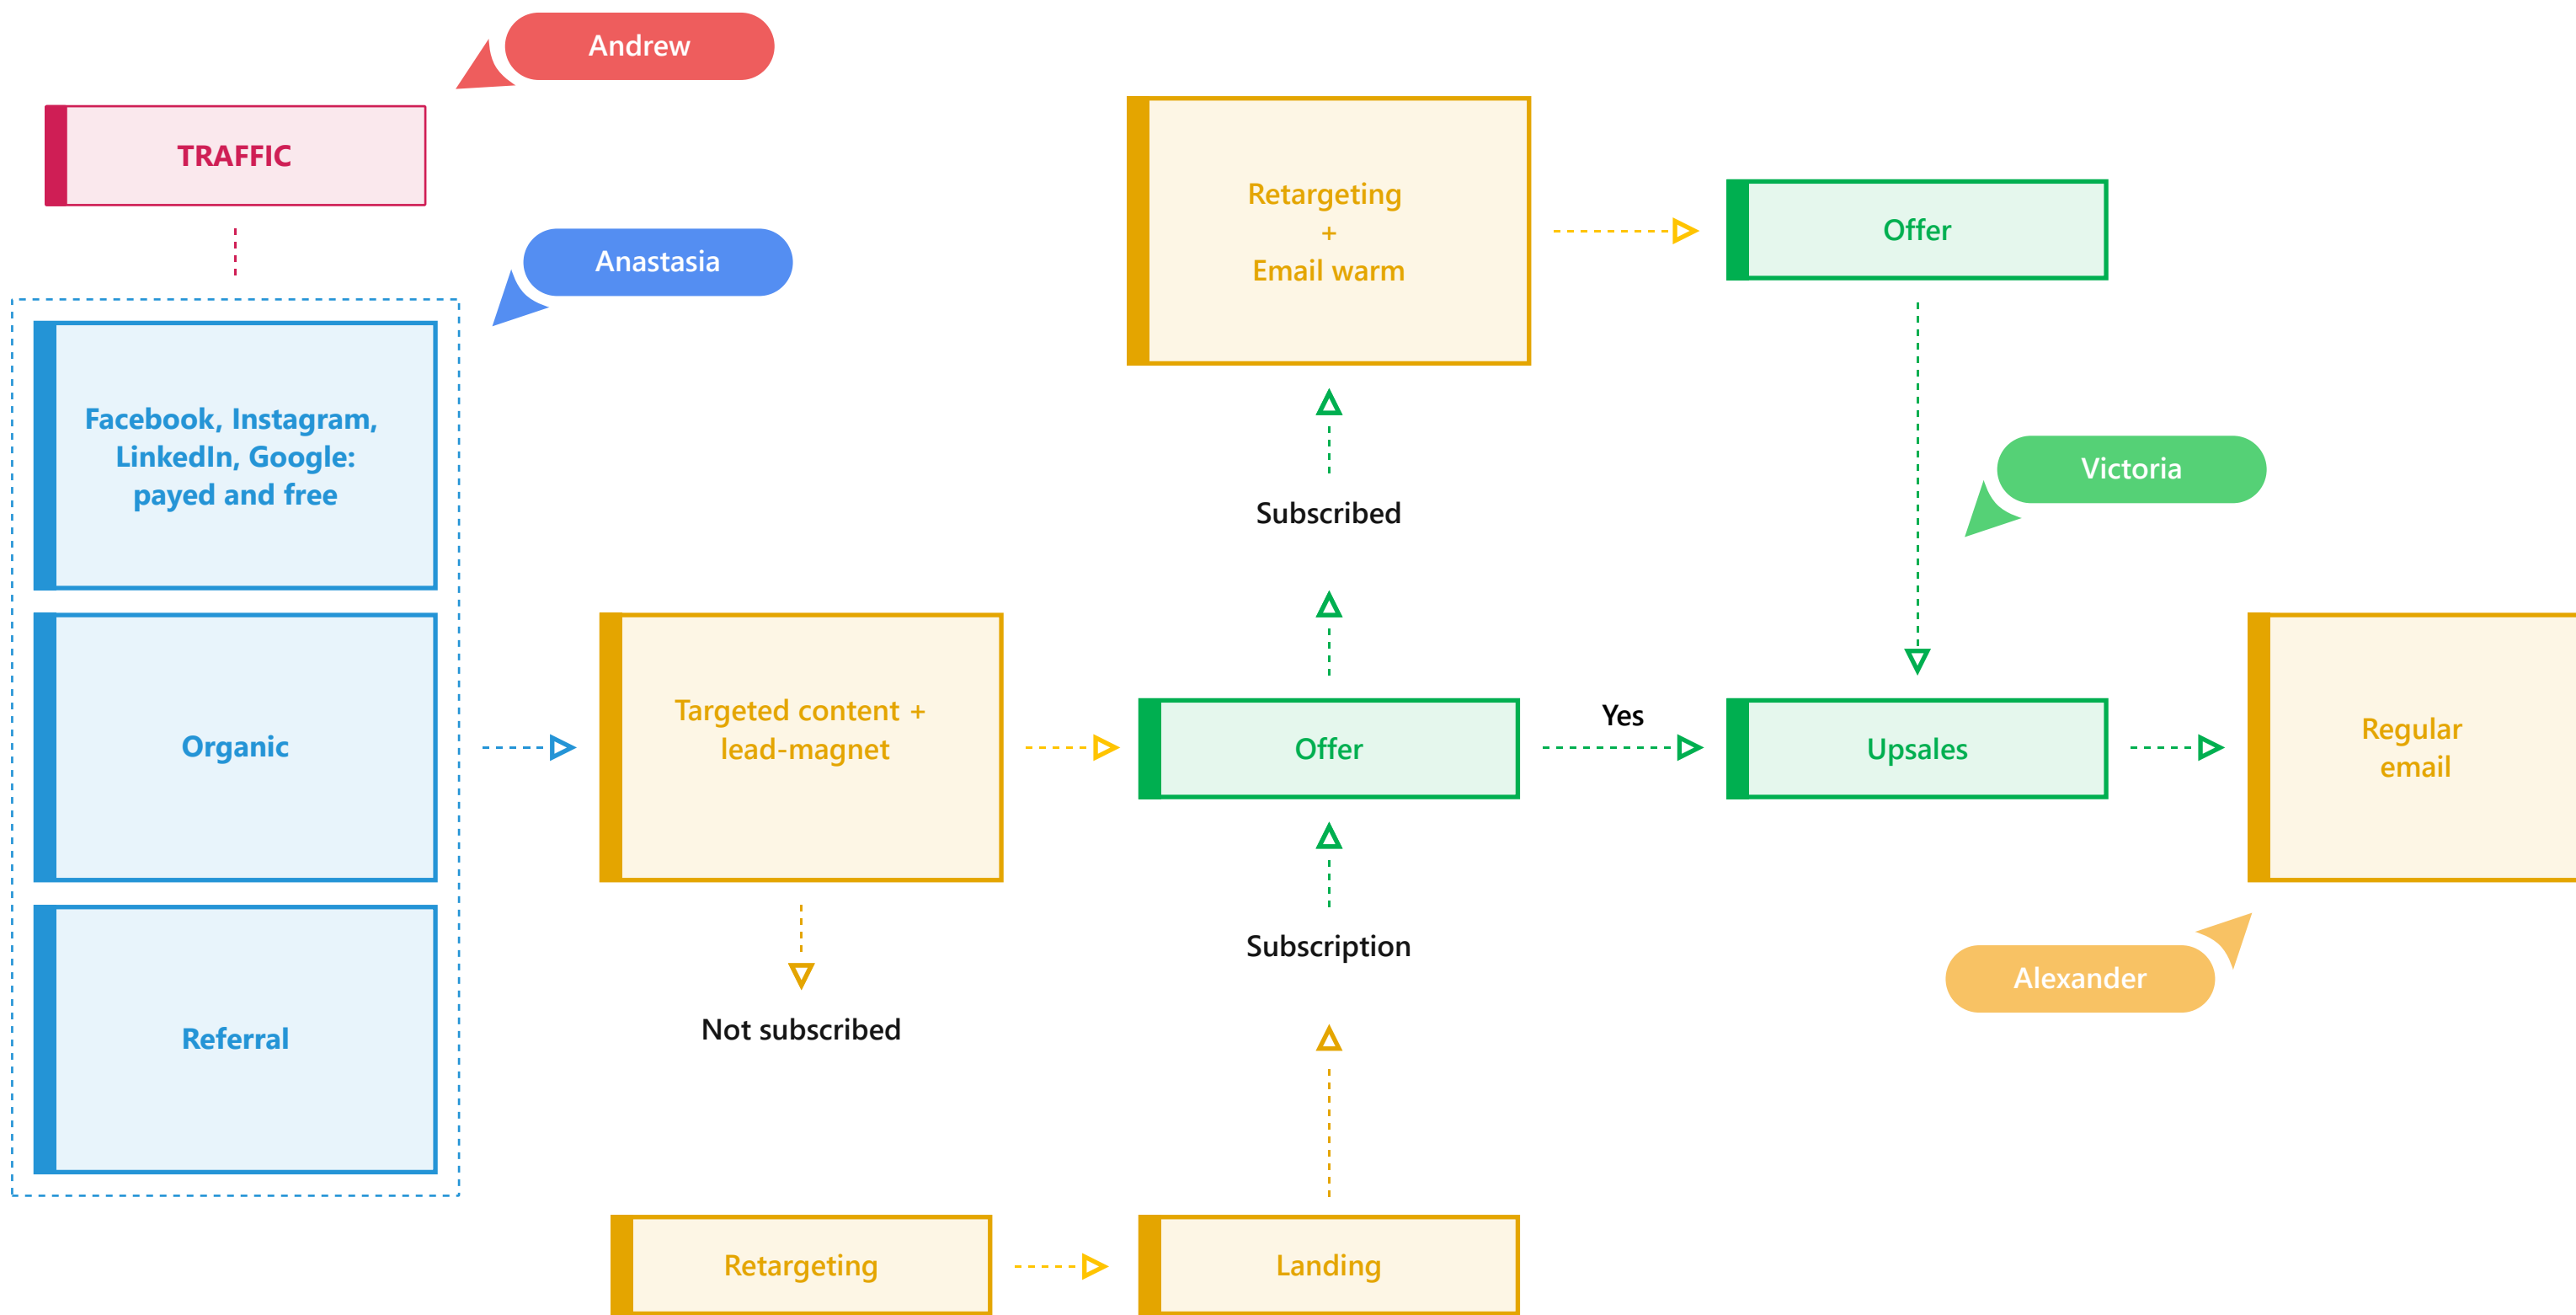 Andrew
TRAFFIC
Anastasia
Facebook, Instagram,
LinkedIn, Google:
payed and free
Organic
Referral
Targeted content +
lead-magnet
Not subscribed
Retargeting
Landing
Subscription
Offer
Subscribed
Retargeting
+
Email warm
Offer
Victoria
Yes
Upsales
Regular
email
Alexander